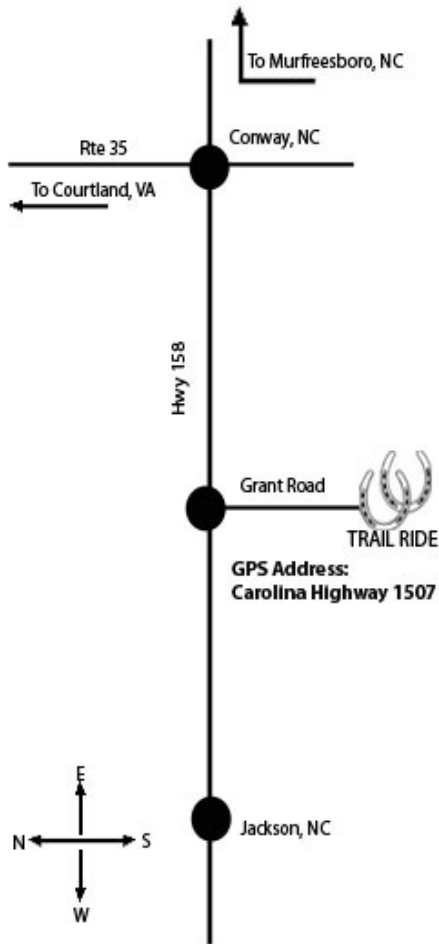 To Murfreesboro, NC
Conway, NC
Rte 35
To Courtland, VA
Hwy 158
Grant Road
TRAIL RIDE
GPS Address:
Carolina Highway 1507
E
N
S
W
Jackson, NC